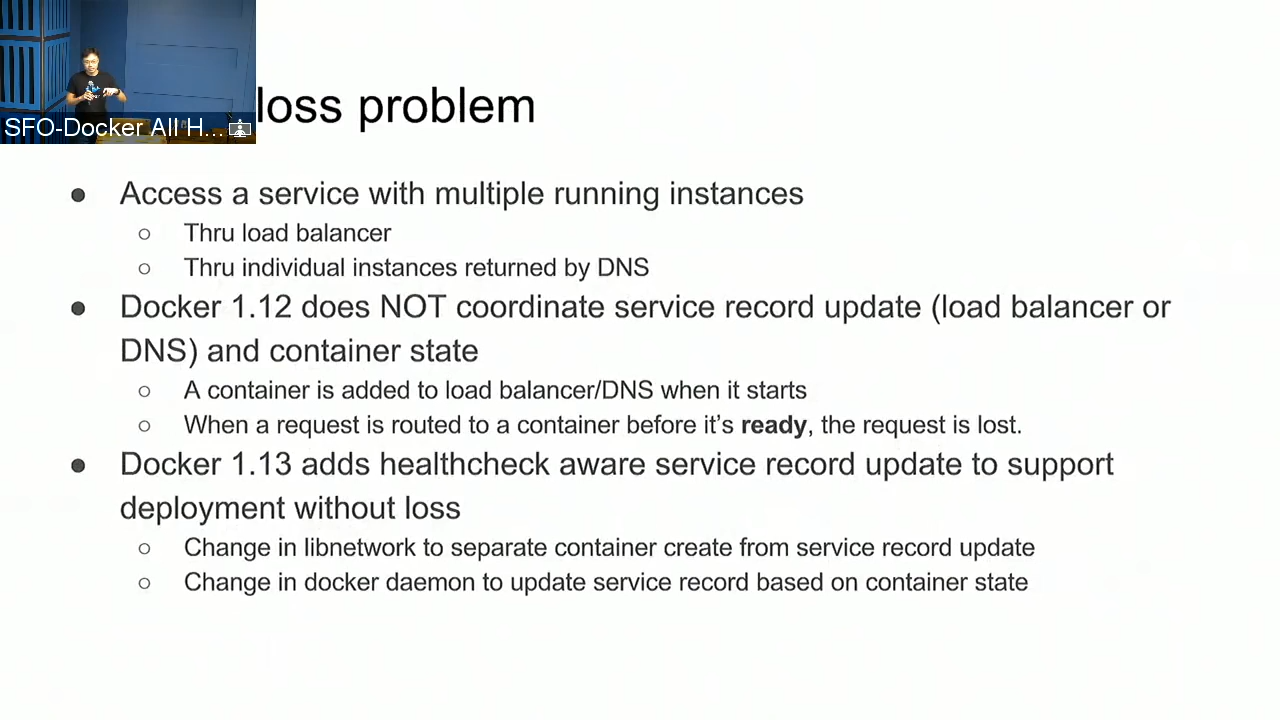 SFO-Docker All H...
loss problem
● Access a service with multiple running instances
○ Thru load balancer
○ Thru individual instances returned by DNS
● Docker 1.12 does NOT coordinate service record update (load balancer or
DNS) and container state
○ A container is added to load balancer/DNS when it starts
○ When a request is routed to a container before it’s ready, the request is lost.
● Docker 1.13 adds healthcheck aware service record update to support
deployment without loss
○ Change in libnetwork to separate container create from service record update
○ Change in docker daemon to update service record based on container state